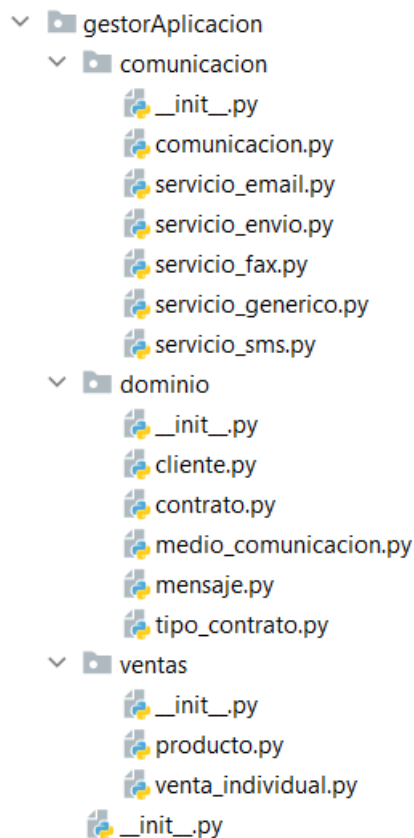 gestorAplicacion
comunicacion
__init__.py
comunicacion.py
servicio_email.py
servicio_envio.py
servicio_fax.py
servicio_generico.py
servicio_sms.py
dominio
__init__.py
cliente.py
contrato.py
medio_comunicacion.py
mensaje.py
tipo_contrato.py
ventas
__init__.py
producto.py
venta_individual.py
__init__.py